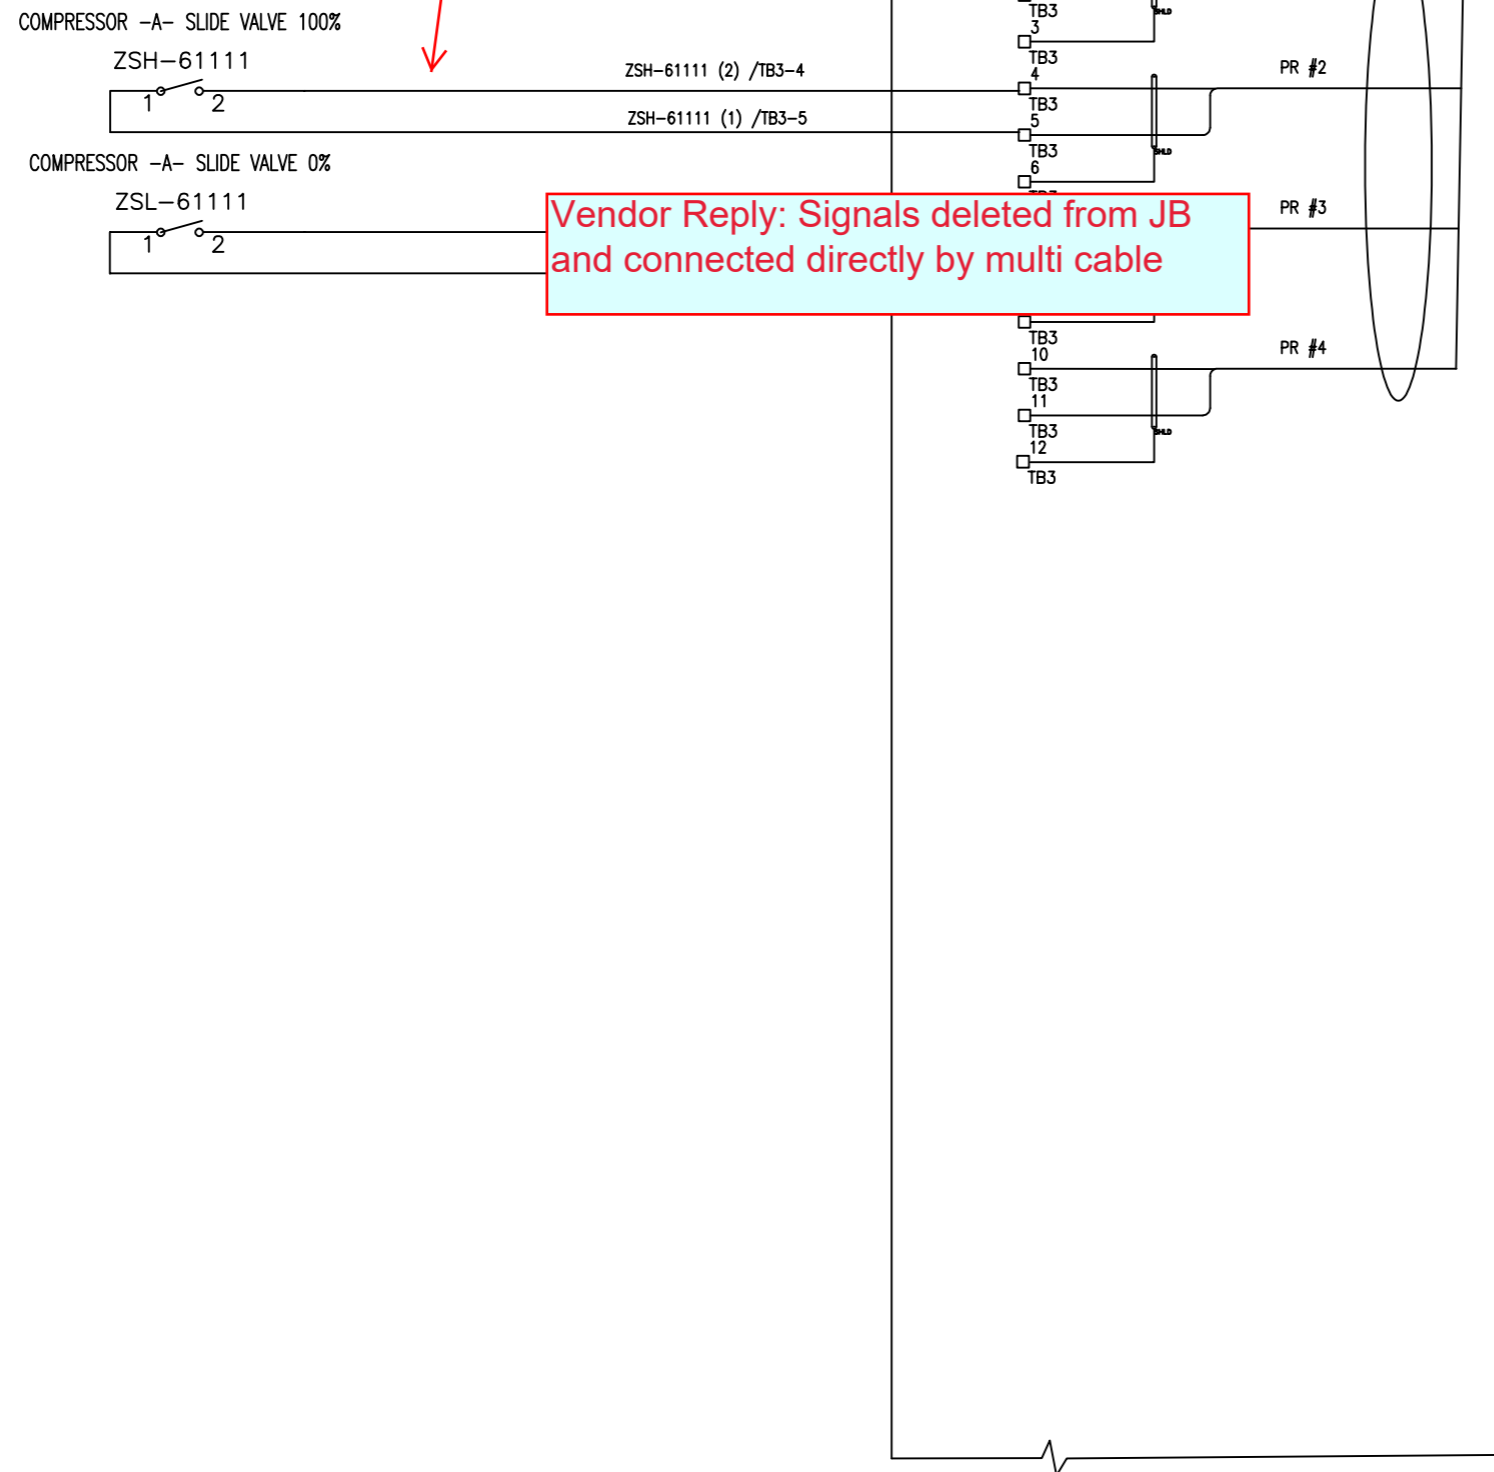 COMPRESSOR -A- SLIDE VALVE 100%
ZSH-61111
1 2
ZSH-61111 (2) /TB3-4
ZSH-61111 (1) /TB3-5
COMPRESSOR -A- SLIDE VALVE 0%
ZSL-61111
1 2
Vendor Reply: Signals deleted from JB
and connected directly by multi cable
TB3
3
TB3
4
TB3
5
TB3
6
SHLD
SHLD
PR #2
PR #3
TB3
10
TB3
11
TB3
12
TB3
SHLD
PR #4